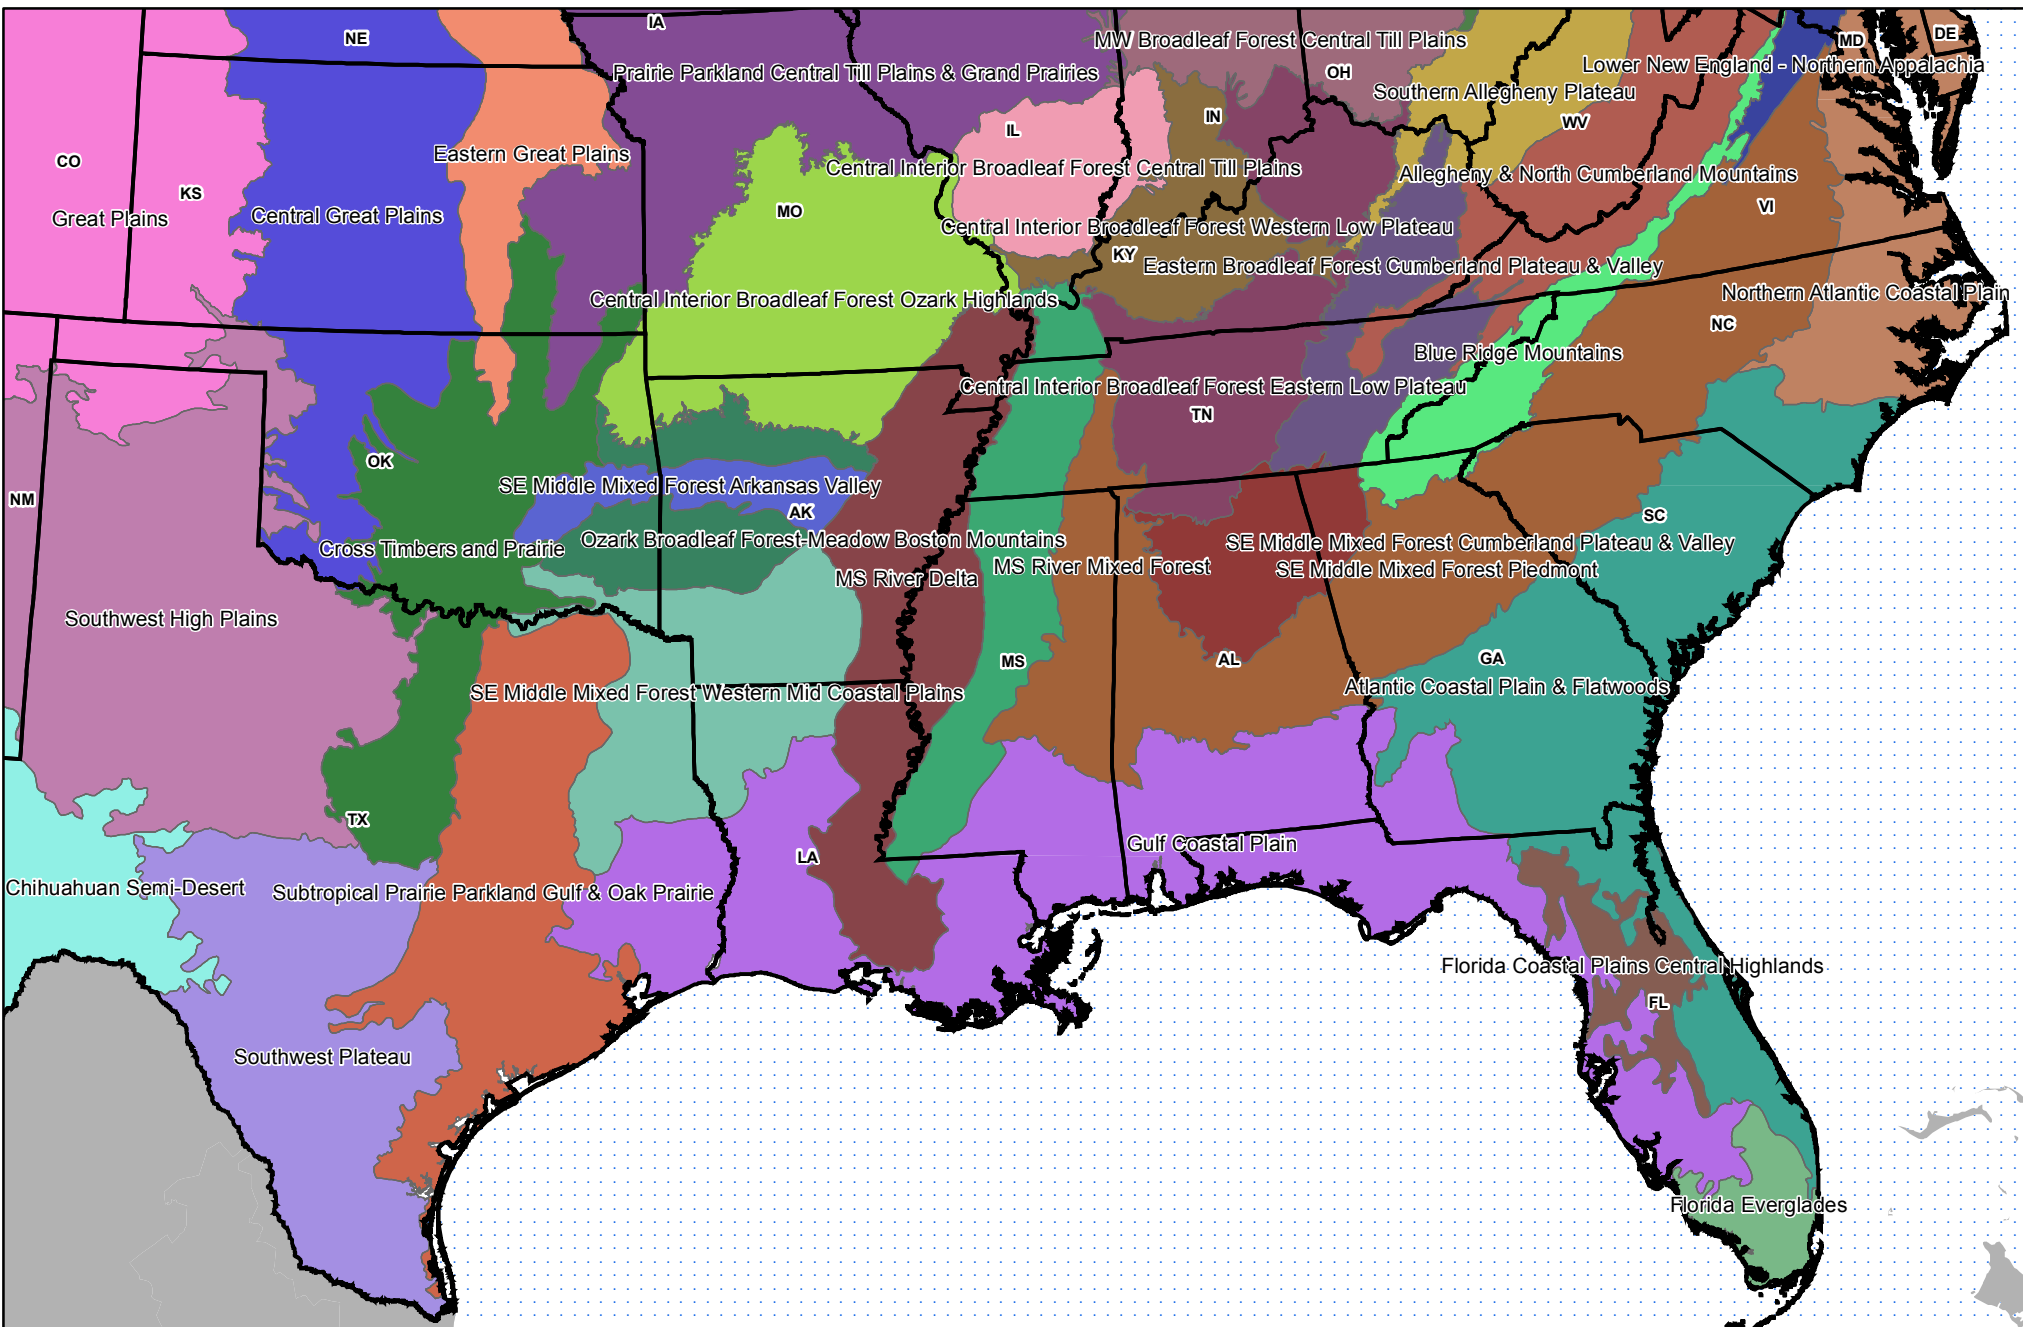 IA
NE
MW Broadleaf Forest Central Till Plains
MD
DE
Prairie Parkland Central Till Plains & Grand Prairies
OH
Lower New England - Northern Appalachia
Southern Allegheny Plateau
IN
WV
IL
Eastern Great Plains
CO
Central Interior Broadleaf Forest Central Till Plains
Allegheny & North Cumberland Mountains
KS
MO
VI
Great Plains
Central Great Plains
Central Interior Broadleaf Forest Western Low Plateau
KY
Eastern Broadleaf Forest Cumberland Plateau & Valley
Central Interior Broadleaf Forest Ozark Highlands
Northern Atlantic Coastal Plain
NC
Blue Ridge Mountains
Central Interior Broadleaf Forest Eastern Low Plateau
TN
OK
SE Middle Mixed Forest Arkansas Valley
NM
AK
SC
Ozark Broadleaf Forest-Meadow Boston Mountains
SE Middle Mixed Forest Cumberland Plateau & Valley
Cross Timbers and Prairie
MS River Mixed Forest
SE Middle Mixed Forest Piedmont
MS River Delta
Southwest High Plains
MS
AL
GA
SE Middle Mixed Forest Western Mid Coastal Plains
Atlantic Coastal Plain & Flatwoods
TX
Gulf Coastal Plain
LA
Chihuahuan Semi-Desert
Subtropical Prairie Parkland Gulf & Oak Prairie
Florida Coastal Plains Central Highlands
FL
Southwest Plateau
Florida Everglades